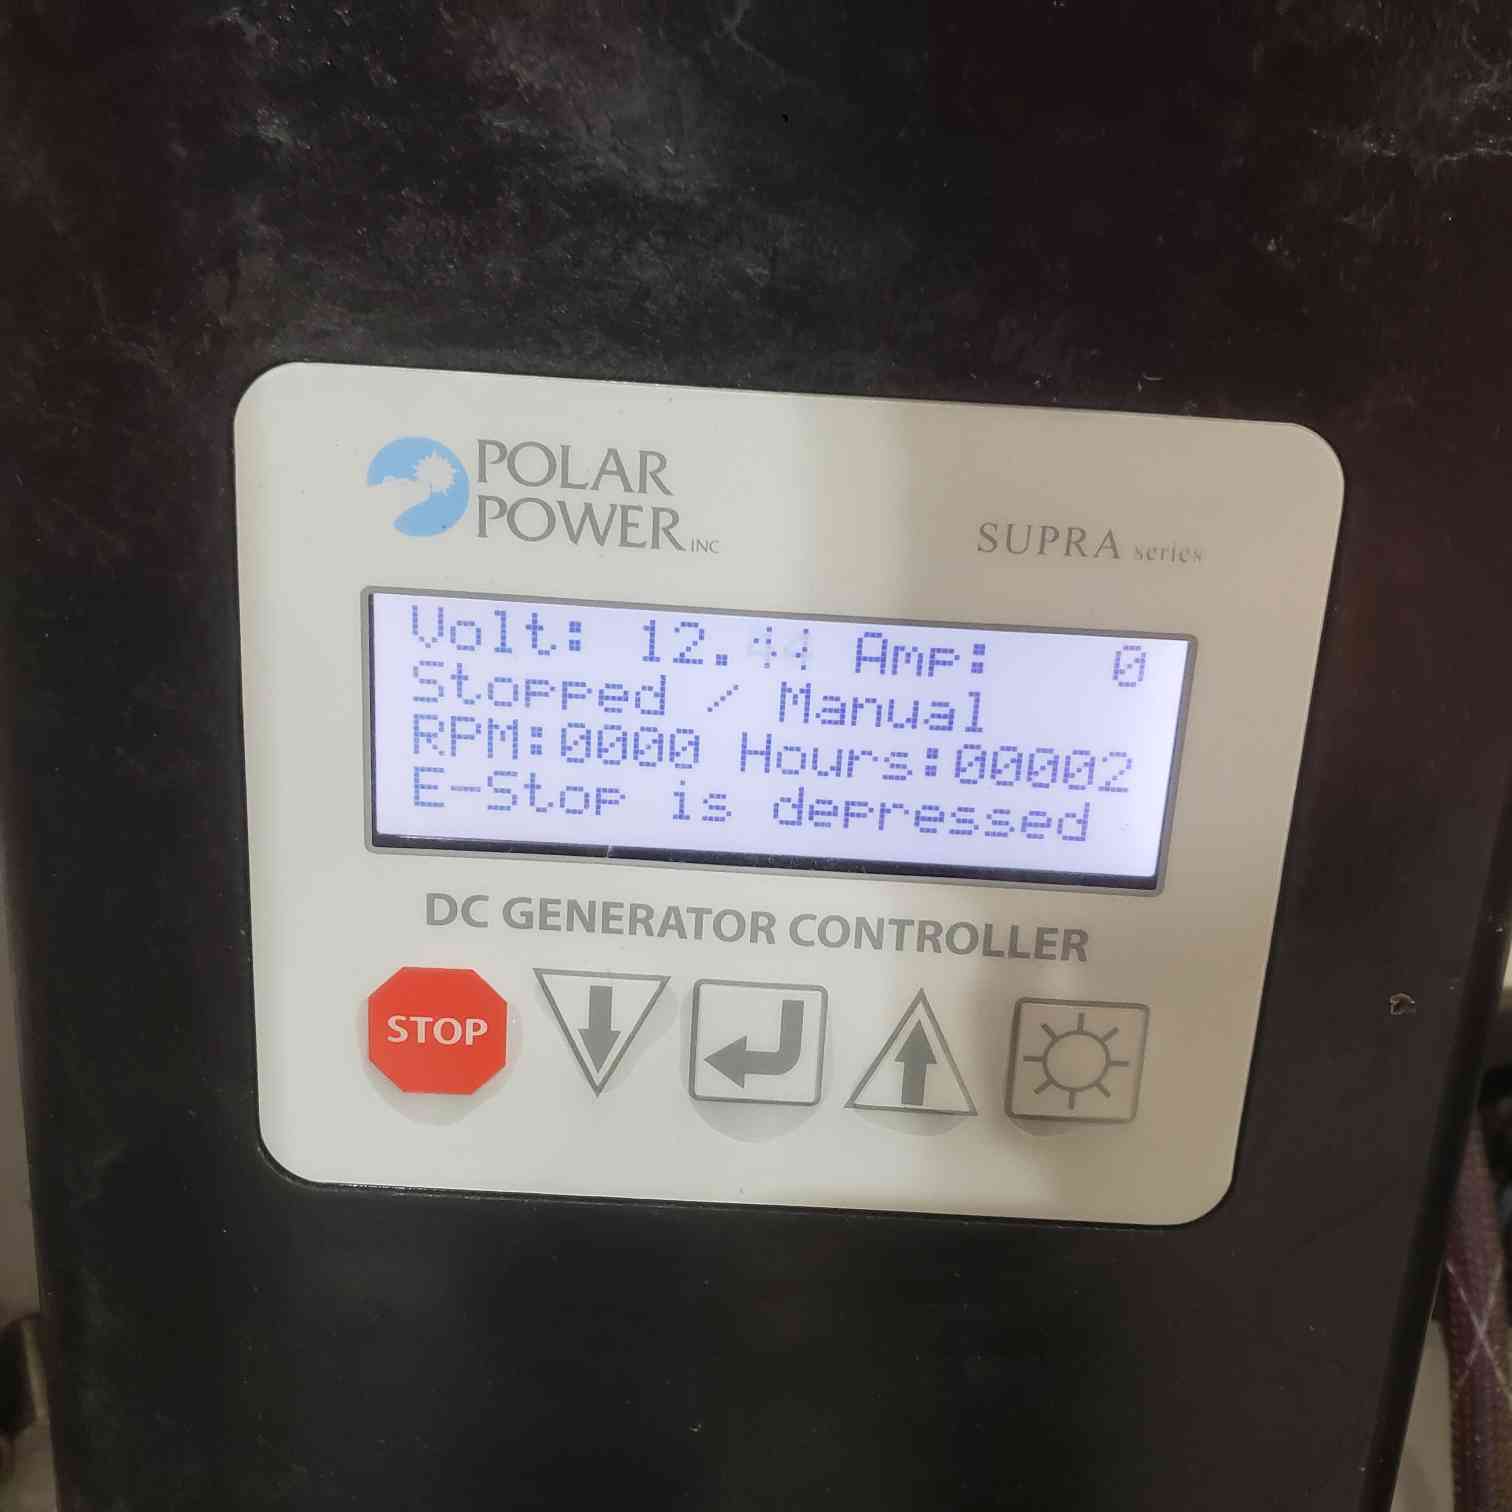 POLAR
POWER INC
SUPRA series
Volt: 12.44 Amp: 0
Stopped / Manual
RPM:0000 Hours:00002
E-Stop is depressed
DC GENERATOR CONTROLLER
STOP